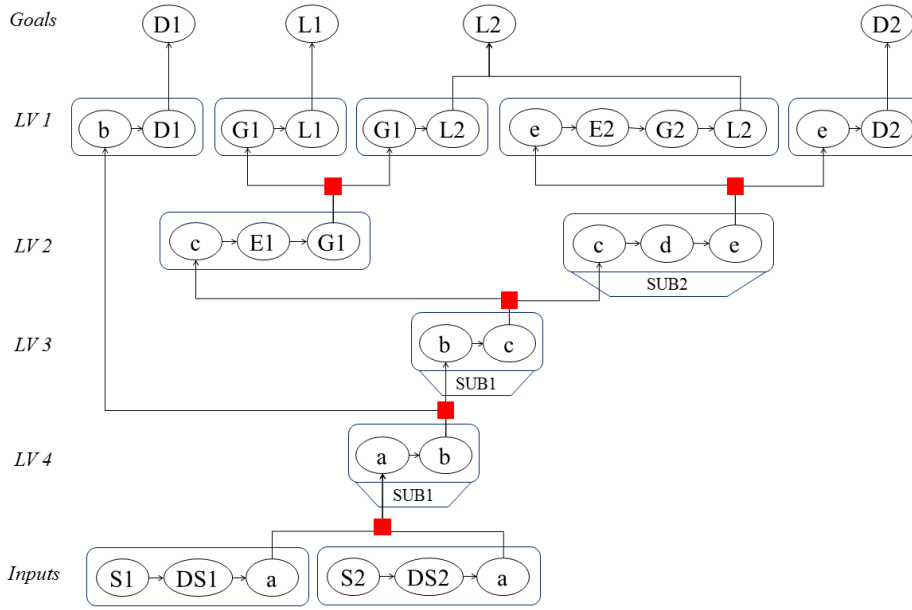 Goals D1 L1 L2 D2
LV 1 b D1 G1 L1 G1 L2 e E2 G2 L2 e D2
LV 2 c E1 G1 c d e
SUB2
LV 3 b c
SUB1
LV 4 a b
SUB1
Inputs S1 DS1 a S2 DS2 a